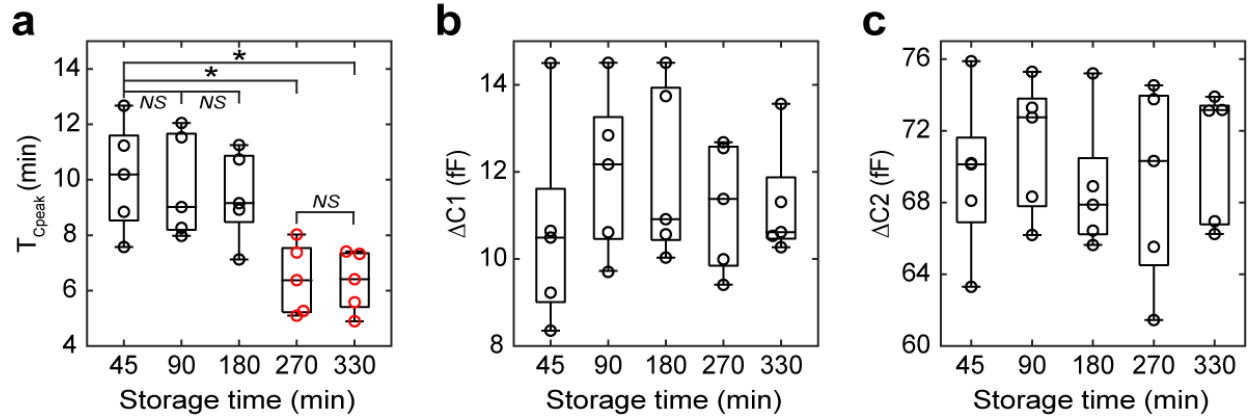 a
b
c
T_Cpeak (min)
14
12
10
8
6
4
*
*
NS
NS
NS
45 90 180 270 330
Storage time (min)
ΔC1 (fF)
14
12
10
8
45 90 180 270 330
Storage time (min)
ΔC2 (fF)
76
72
68
64
60
45 90 180 270 330
Storage time (min)